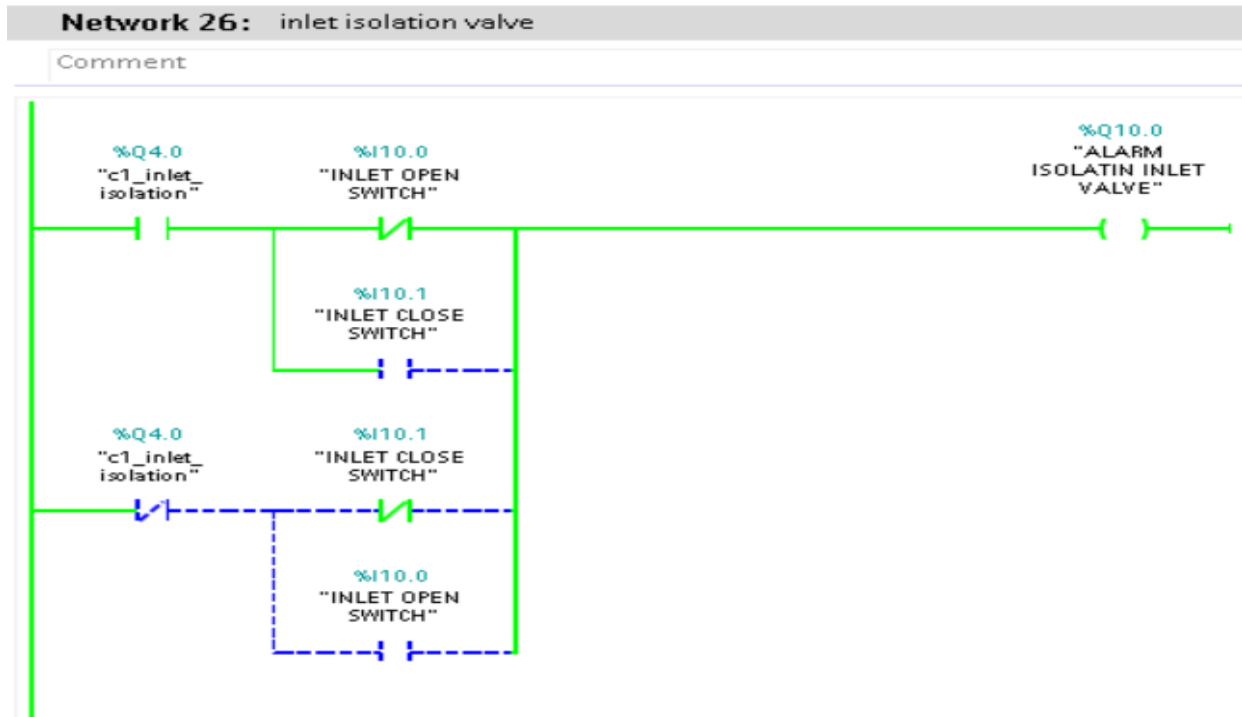 Network 26: inlet isolation valve
Comment
%Q4.0
"c1_inlet_
isolation"
%I10.0
"INLET OPEN
SWITCH"
%Q10.0
"ALARM
ISOLATIN INLET
VALVE"
%I10.1
"INLET CLOSE
SWITCH"
%Q4.0
"c1_inlet_
isolation"
%I10.1
"INLET CLOSE
SWITCH"
%I10.0
"INLET OPEN
SWITCH"